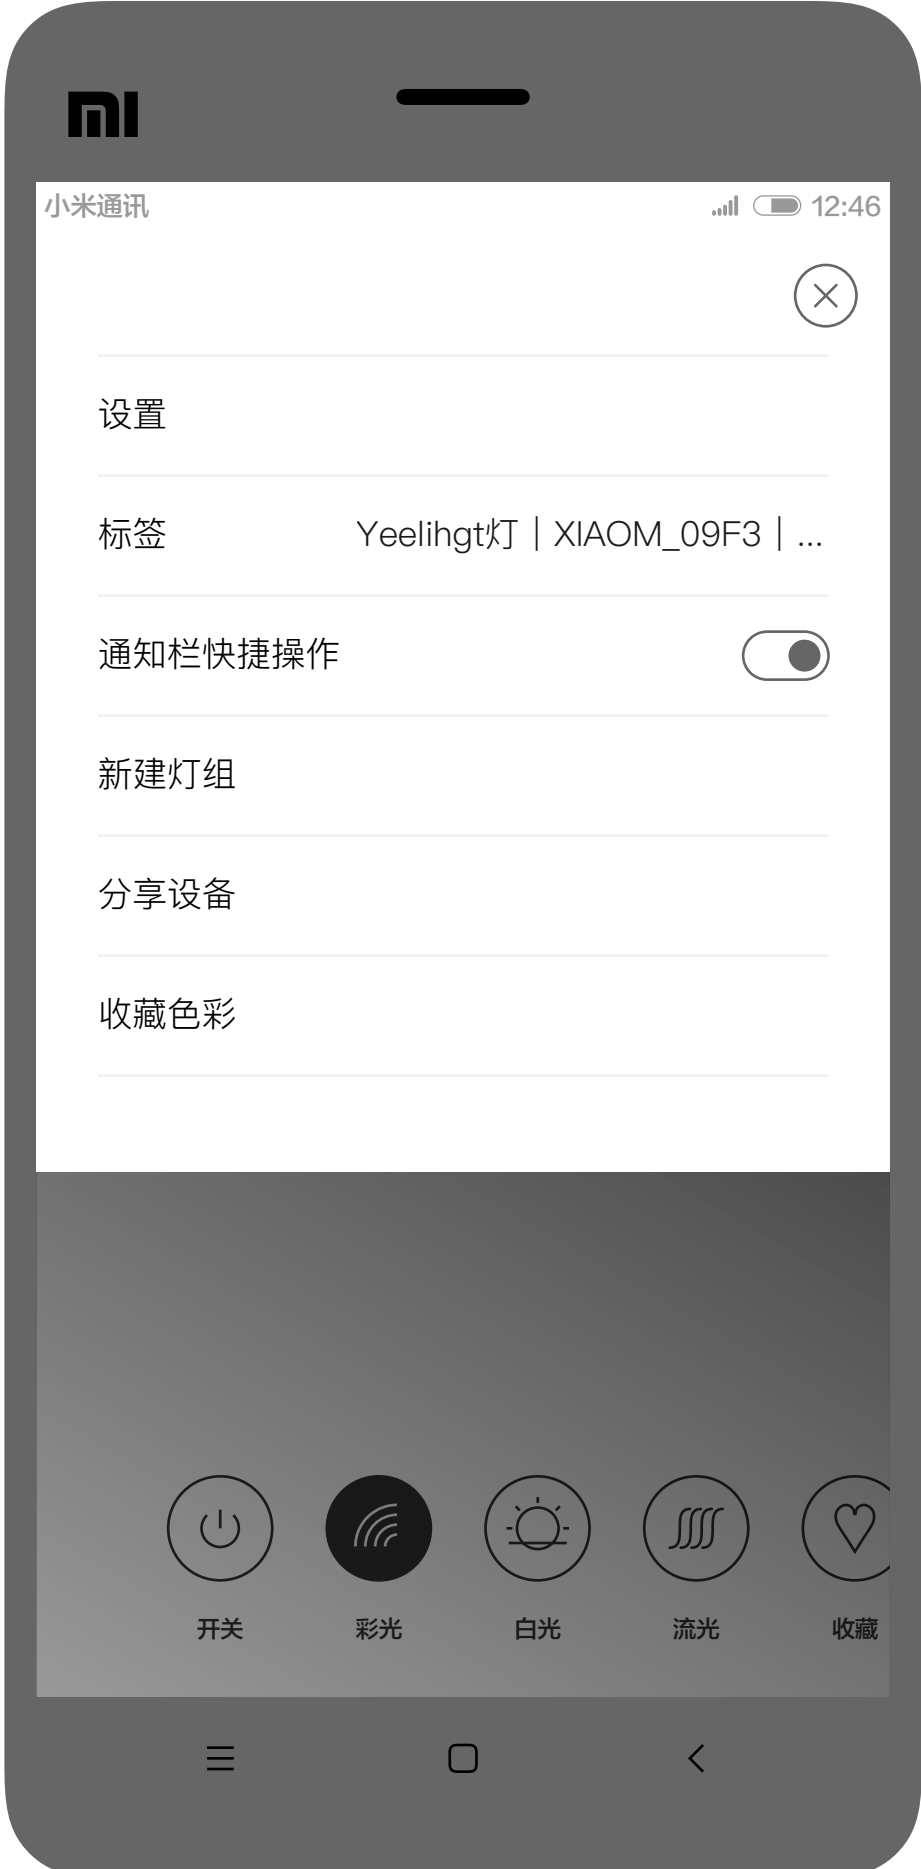 mi
小米通讯 12:46
设置
标签 Yeelihgt灯｜XIAOM_09F3｜...
通知栏快捷操作
新建灯组
分享设备
收藏色彩
开关 彩光 白光 流光 收藏